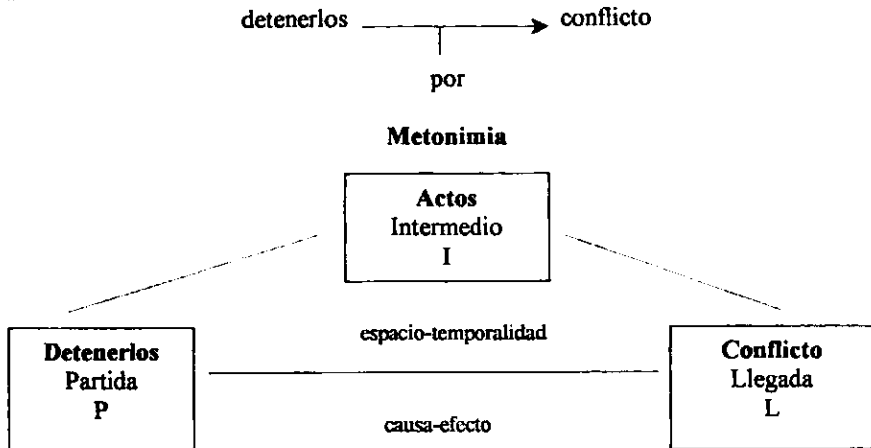 detenerlos conflicto
por
Metonimia
Actos
Intermedio
I
espacio-temporalidad
Detenerlos
Partida
P
Conflicto
Llegada
L
causa-efecto